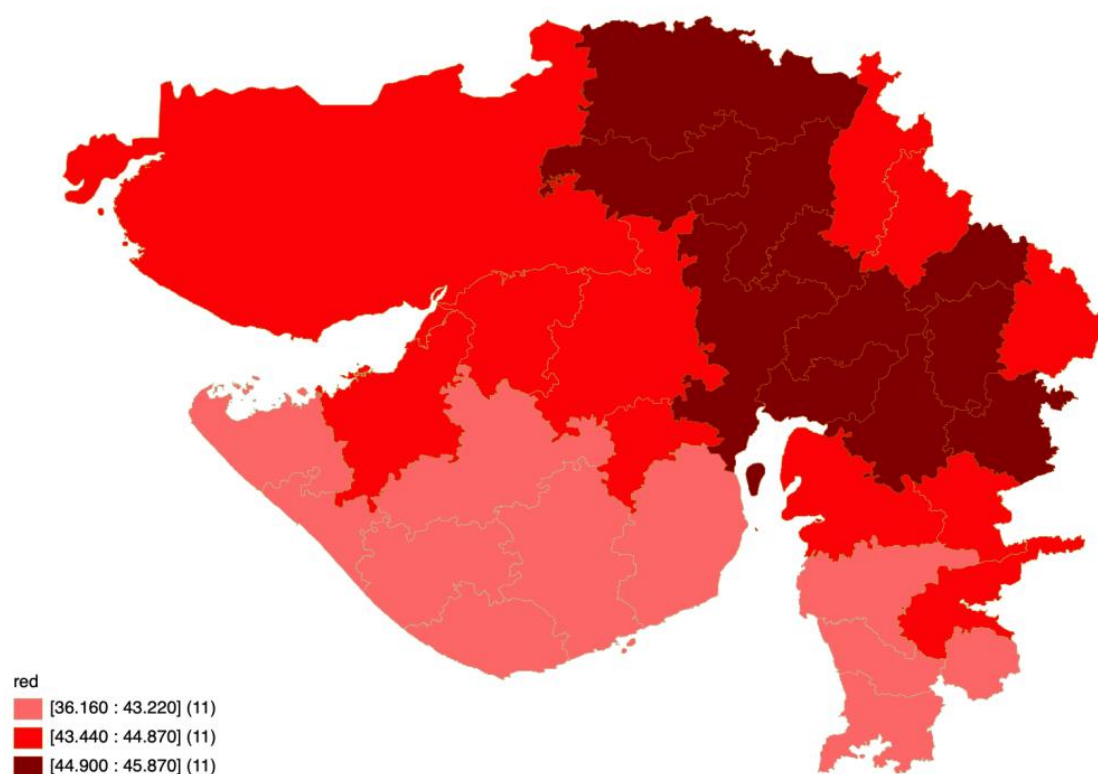 red
[36.160 : 43.220] (11)
[43.440 : 44.870] (11)
[44.900 : 45.870] (11)